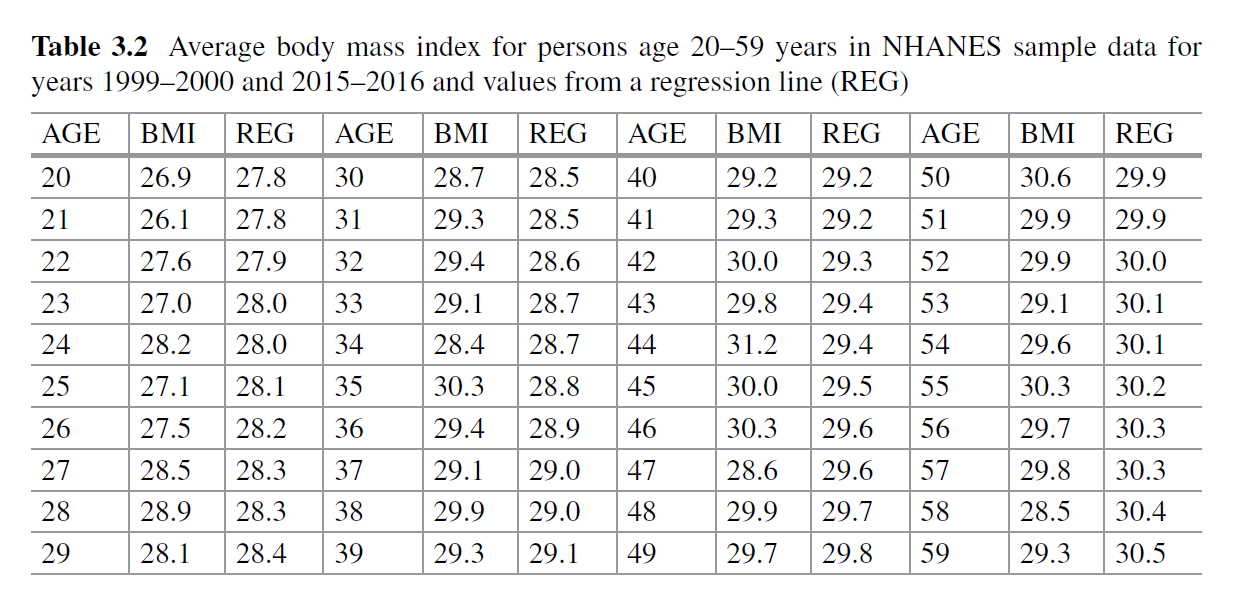 Table 3.2 Average body mass index for persons age 20–59 years in NHANES sample data for
years 1999–2000 and 2015–2016 and values from a regression line (REG)
AGE BMI REG AGE BMI REG AGE BMI REG AGE BMI REG
20 26.9 27.8 30 28.7 28.5 40 29.2 29.2 50 30.6 29.9
21 26.1 27.8 31 29.3 28.5 41 29.3 29.2 51 29.9 29.9
22 27.6 27.9 32 29.4 28.6 42 30.0 29.3 52 29.9 30.0
23 27.0 28.0 33 29.1 28.7 43 29.8 29.4 53 29.1 30.1
24 28.2 28.0 34 28.4 28.7 44 31.2 29.4 54 29.6 30.1
25 27.1 28.1 35 30.3 28.8 45 30.0 29.5 55 30.3 30.2
26 27.5 28.2 36 29.4 28.9 46 30.3 29.6 56 29.7 30.3
27 28.5 28.3 37 29.1 29.0 47 28.6 29.6 57 29.8 30.3
28 28.9 28.3 38 29.9 29.0 48 29.9 29.7 58 28.5 30.4
29 28.1 28.4 39 29.3 29.1 49 29.7 29.8 59 29.3 30.5